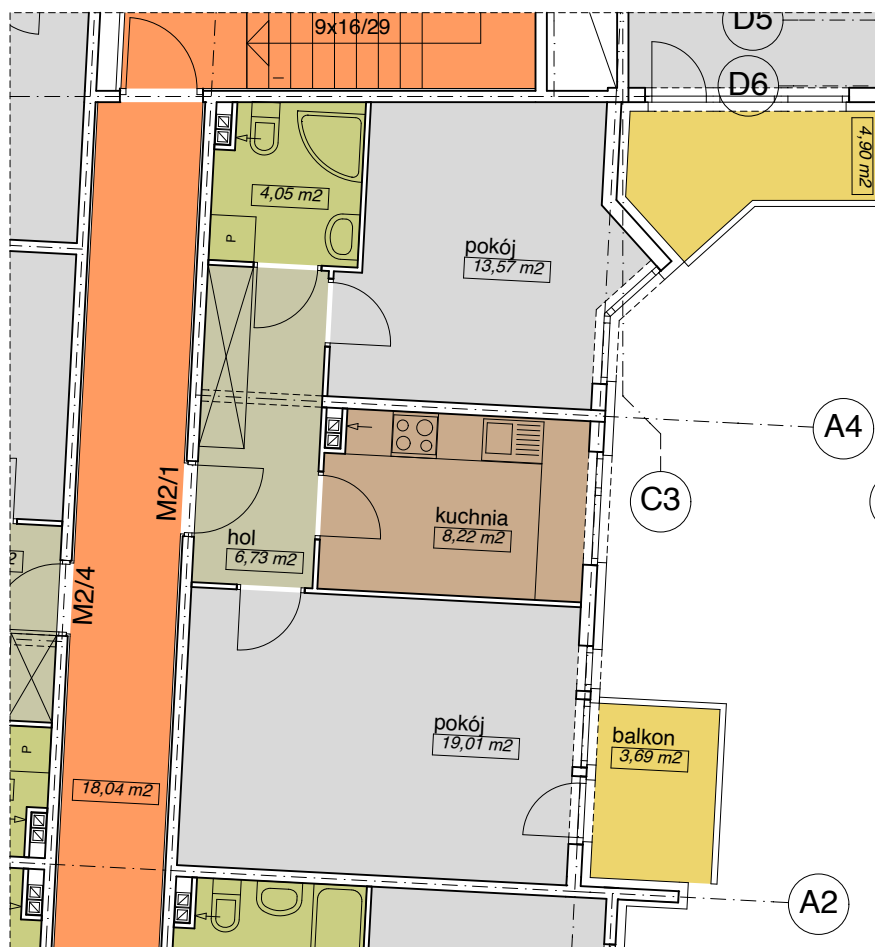 9x16/29
D5
D6
4,90 m2
4,05 m2
P
pokój
13,57 m2
A4
C3
M2/1
kuchnia
8,22 m2
hol
6,73 m2
2
M2/4
pokój
19,01 m2
balkon
3,69 m2
P
18,04 m2
A2